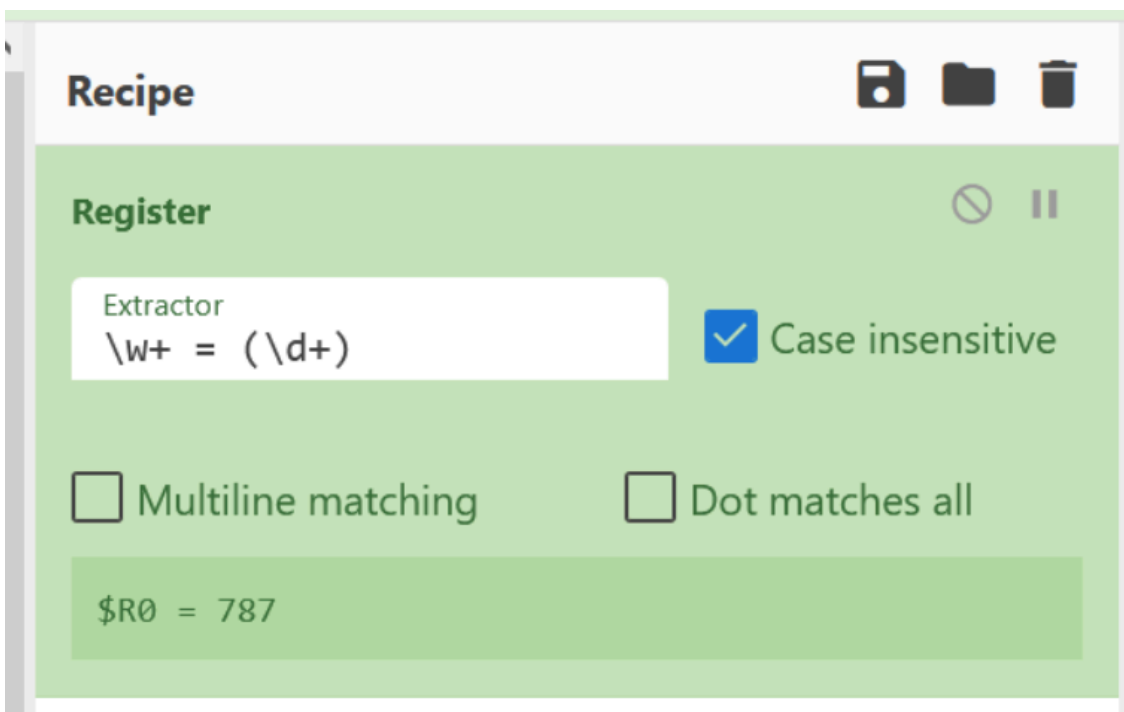 Recipe
Register
Extractor
\w+ = (\d+)
Case insensitive
Multiline matching
Dot matches all
$R0 = 787